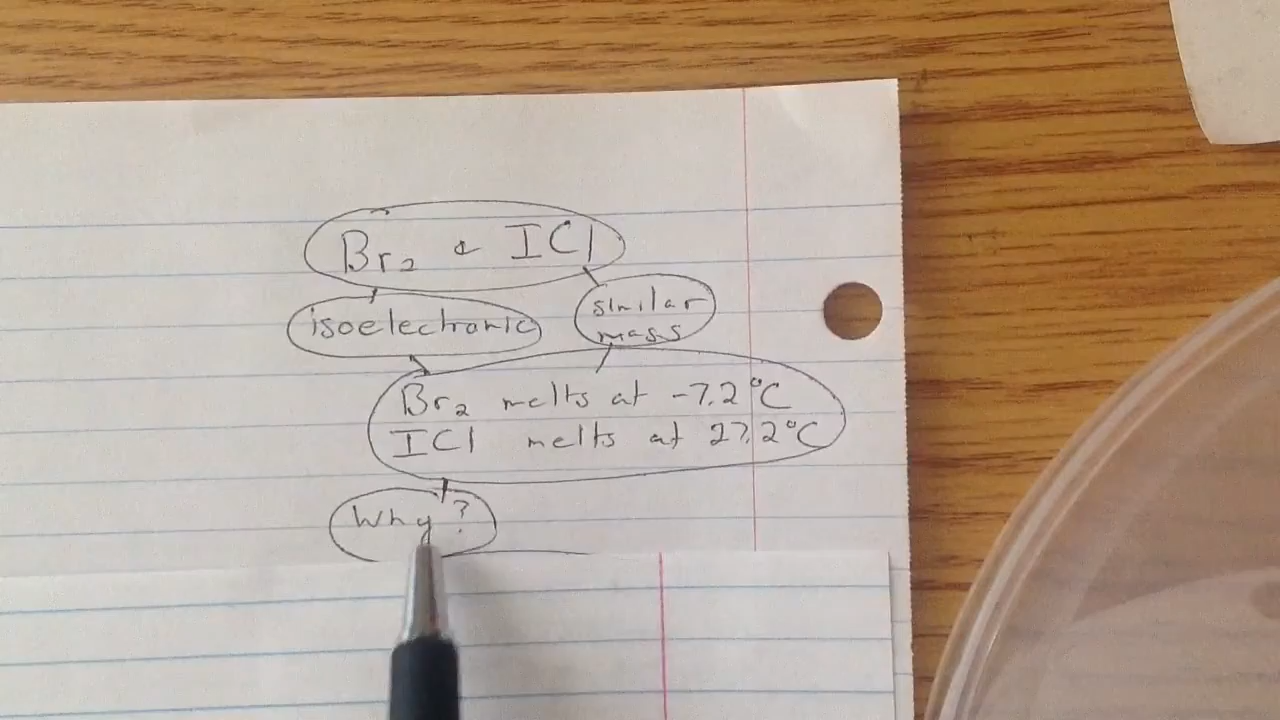 Br₂ & ICl
isoelectronic
similar
mass
Br₂ melts at -7.2°C
ICl melts at 27.2°C
Why?